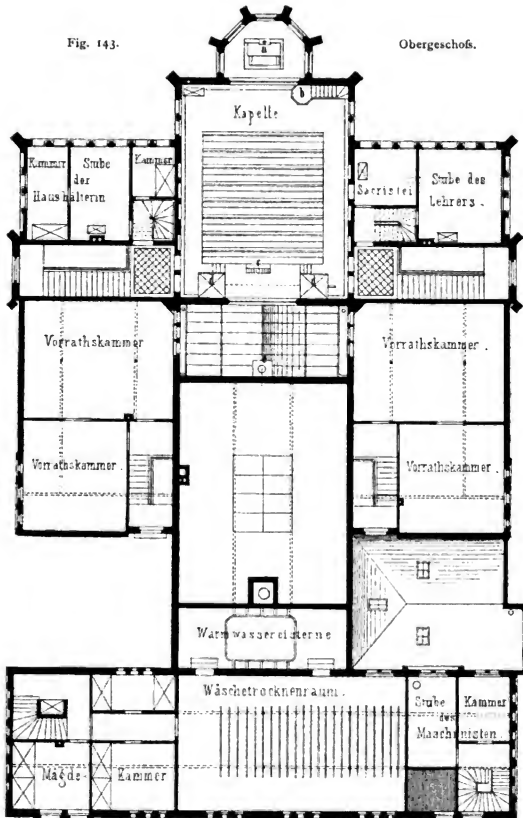 Fig. 143.
Obergeschoß.
a
b
Kapelle
Kammer
Stube
Kammer
der
Haushälterin
Sacristei
Stube des
Lehrers.
c
d
d
Vorrathskammer
Vorrathskammer.
Vorrathskammer.
Vorrathskammer.
Warmwassercisterne
Wäschetrocknenraum.
Stube
Kammer
des
Maschinisten.
Mägde-
Kammer